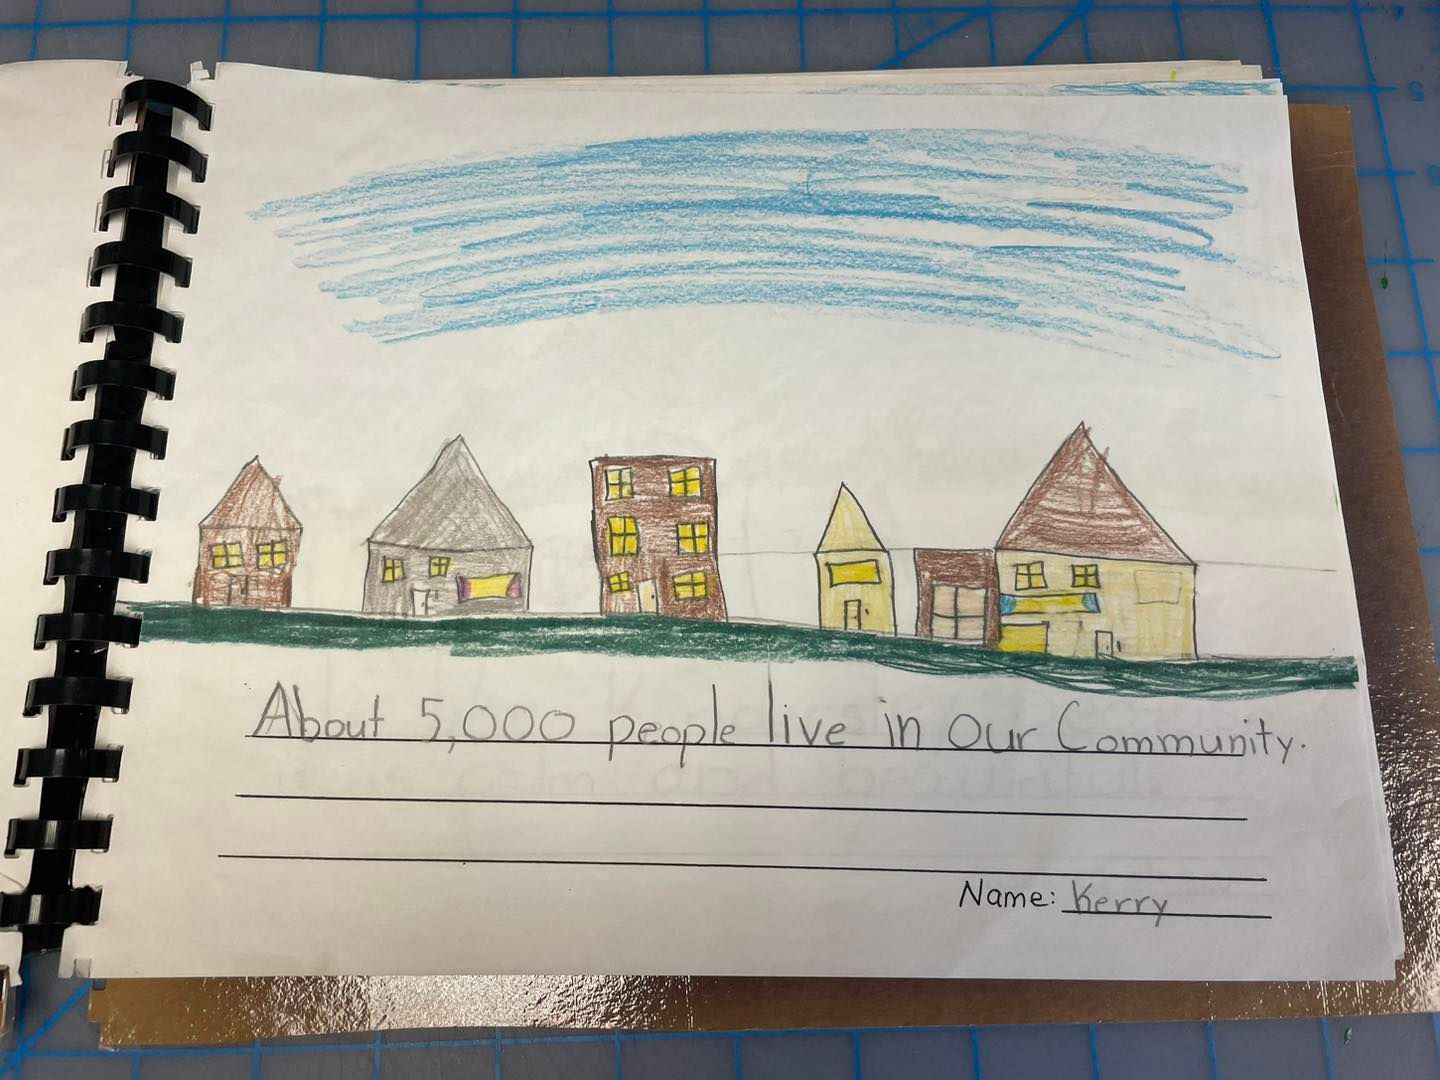 About 5,000 people live in Our Community.
Name: Kerry